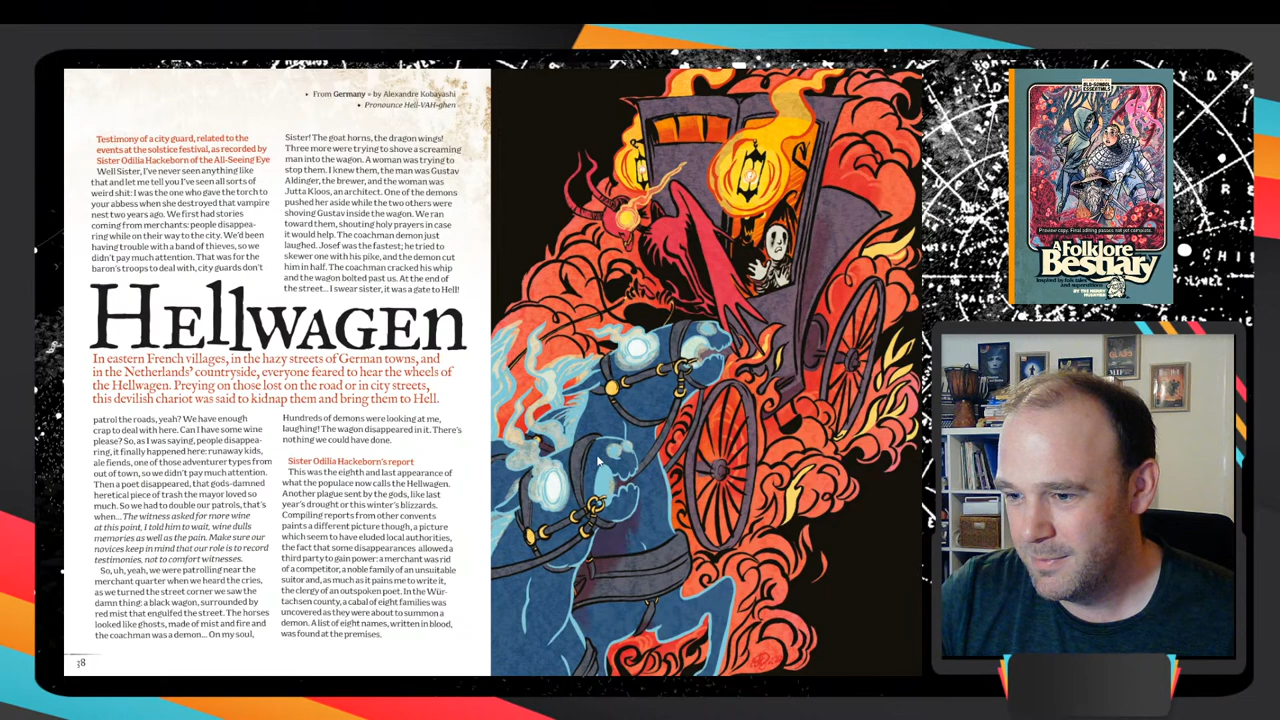 From Germany » by Alexandre Kobayashi
Pronounce Hell-VAH-ghen
Testimony of a city guard, related to the
events at the solstice festival, as recorded by
Sister Odilia Hackeborn of the All-Seeing Eye
Well Sister, I've never seen anything like
that and let me tell you I've seen all sorts of
weird shit: I was the one who gave the torch to
your abbess when she destroyed that vampire
nest two years ago. We first had stories
coming from merchants: people disappea-
ring while on their way to the city. We'd been
having trouble with a band of thieves, so we
didn't pay much attention. That was for the
baron's troops to deal with, city guards don't
Sister! The goat horns, the dragon wings!
Three more were trying to shove a screaming
man into the wagon. A woman was trying to
stop them. I knew them, the man was Gustav
Aldinger, the brewer, and the woman was
Jutta Kloos, an architect. One of the demons
pushed her aside while the two others were
shoving Gustav inside the wagon. We ran
toward them, shouting holy prayers in case
it would help. The coachman demon just
laughed. Josef was the fastest; he tried to
skewer one with his pike, and the demon cut
him in half. The coachman cracked his whip
and the wagon bolted past us. At the end of
the street... I swear sister, it was a gate to Hell!
HELLWAGEN
In eastern French villages, in the hazy streets of German towns, and
in the Netherlands' countryside, everyone feared to hear the wheels of
the Hellwagen. Preying on those lost on the road or in city streets,
this devilish chariot was said to kidnap them and bring them to Hell.
patrol the roads, yeah? We have enough
crap to deal with here. Can I have some wine
please? So, as I was saying, people disappea-
ring, it finally happened here: runaway kids,
ale fiends, one of those adventurer types from
out of town, so we didn't pay much attention.
Then a poet disappeared, that gods-damned
heretical piece of trash the mayor loved so
much. So we had to double our patrols, that's
when... The witness asked for more wine
at this point, I told him to wait, wine dulls
memories as well as the pain. Make sure our
novices keep in mind that our role is to record
testimonies, not to comfort witnesses.
So, uh, yeah, we were patrolling near the
merchant quarter when we heard the cries,
as we turned the street corner we saw the
damn thing: a black wagon, surrounded by
red mist that engulfed the street. The horses
looked like ghosts, made of mist and fire and
the coachman was a demon... On my soul,
Hundreds of demons were looking at me,
laughing! The wagon disappeared in it. There's
nothing we could have done.
Sister Odilia Hackeborn's report
This was the eighth and last appearance of
what the populace now calls the Hellwagen.
Another plague sent by the gods, like last
year's drought or this winter's blizzards.
Compiling reports from other convents
paints a different picture though, a picture
which seem to have eluded local authorities,
the fact that some disappearances allowed a
third party to gain power: a merchant was rid
of a competitor, a noble family of an unsuitable
suitor and, as much as it pains me to write it,
the clergy of an outspoken poet. In the Wür-
tachsen county, a cabal of eight families was
uncovered as they were about to summon a
demon. A list of eight names, written in blood,
was found at the premises.
38
OLD-SCHOOL
ESSENTIALS
Preview copy. Final editing passes not yet complete.
A Folklore
Bestiary
Inspired by folk tales
and superstitions
BY THE MERRY
MUSHMEN